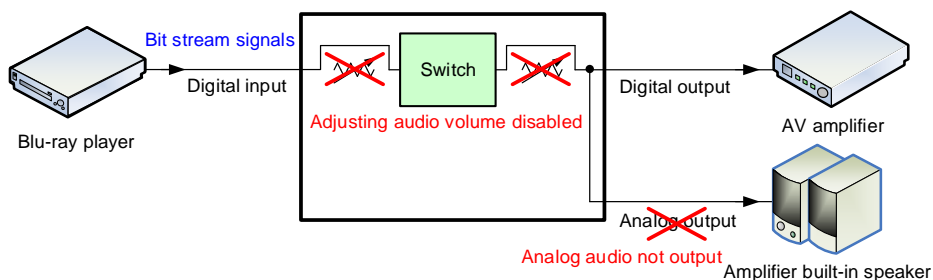 Bit stream signals
Digital input
Blu-ray player
Switch
Adjusting audio volume disabled
Digital output
AV amplifier
Analog output
Analog audio not output
Amplifier built-in speaker